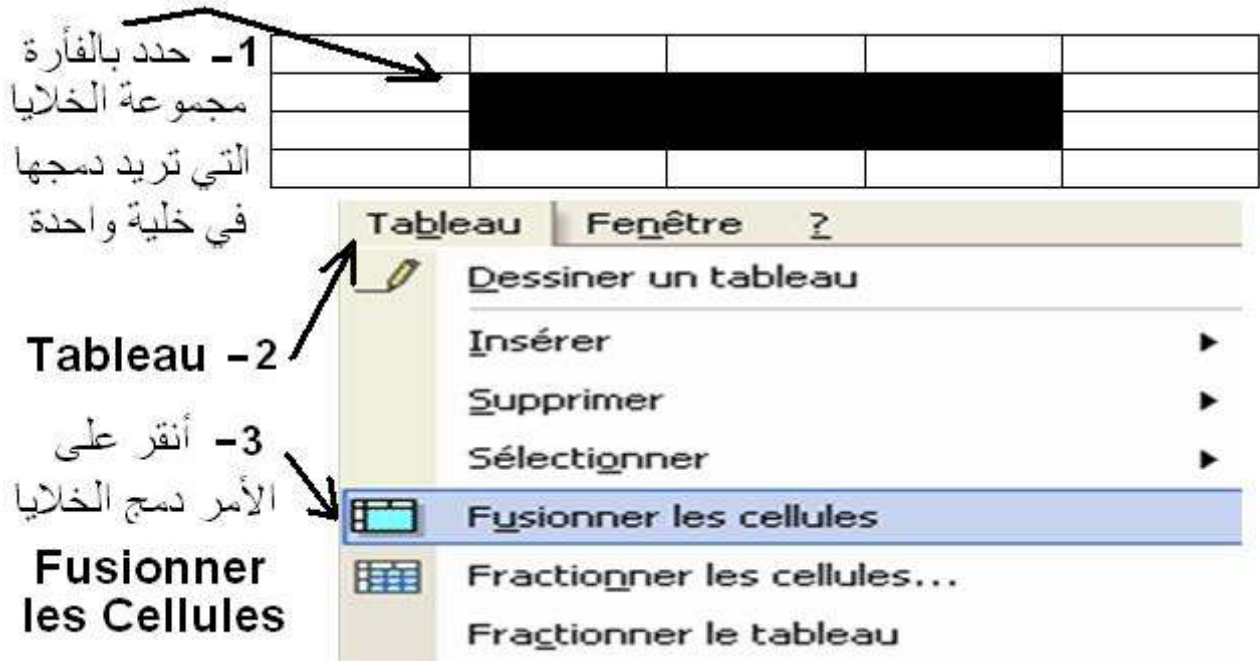 1- حدد بالفأرة
مجموعة الخلايا
التي تريد دمجها
في خلية واحدة
Tableau Fenêtre ?
Dessiner un tableau
Insérer
Supprimer
Sélectionner
Fusionner les cellules
Fractionner les cellules...
Fractionner le tableau
2- Tableau
3- أنقر على
الأمر دمج الخلايا
Fusionner
les Cellules